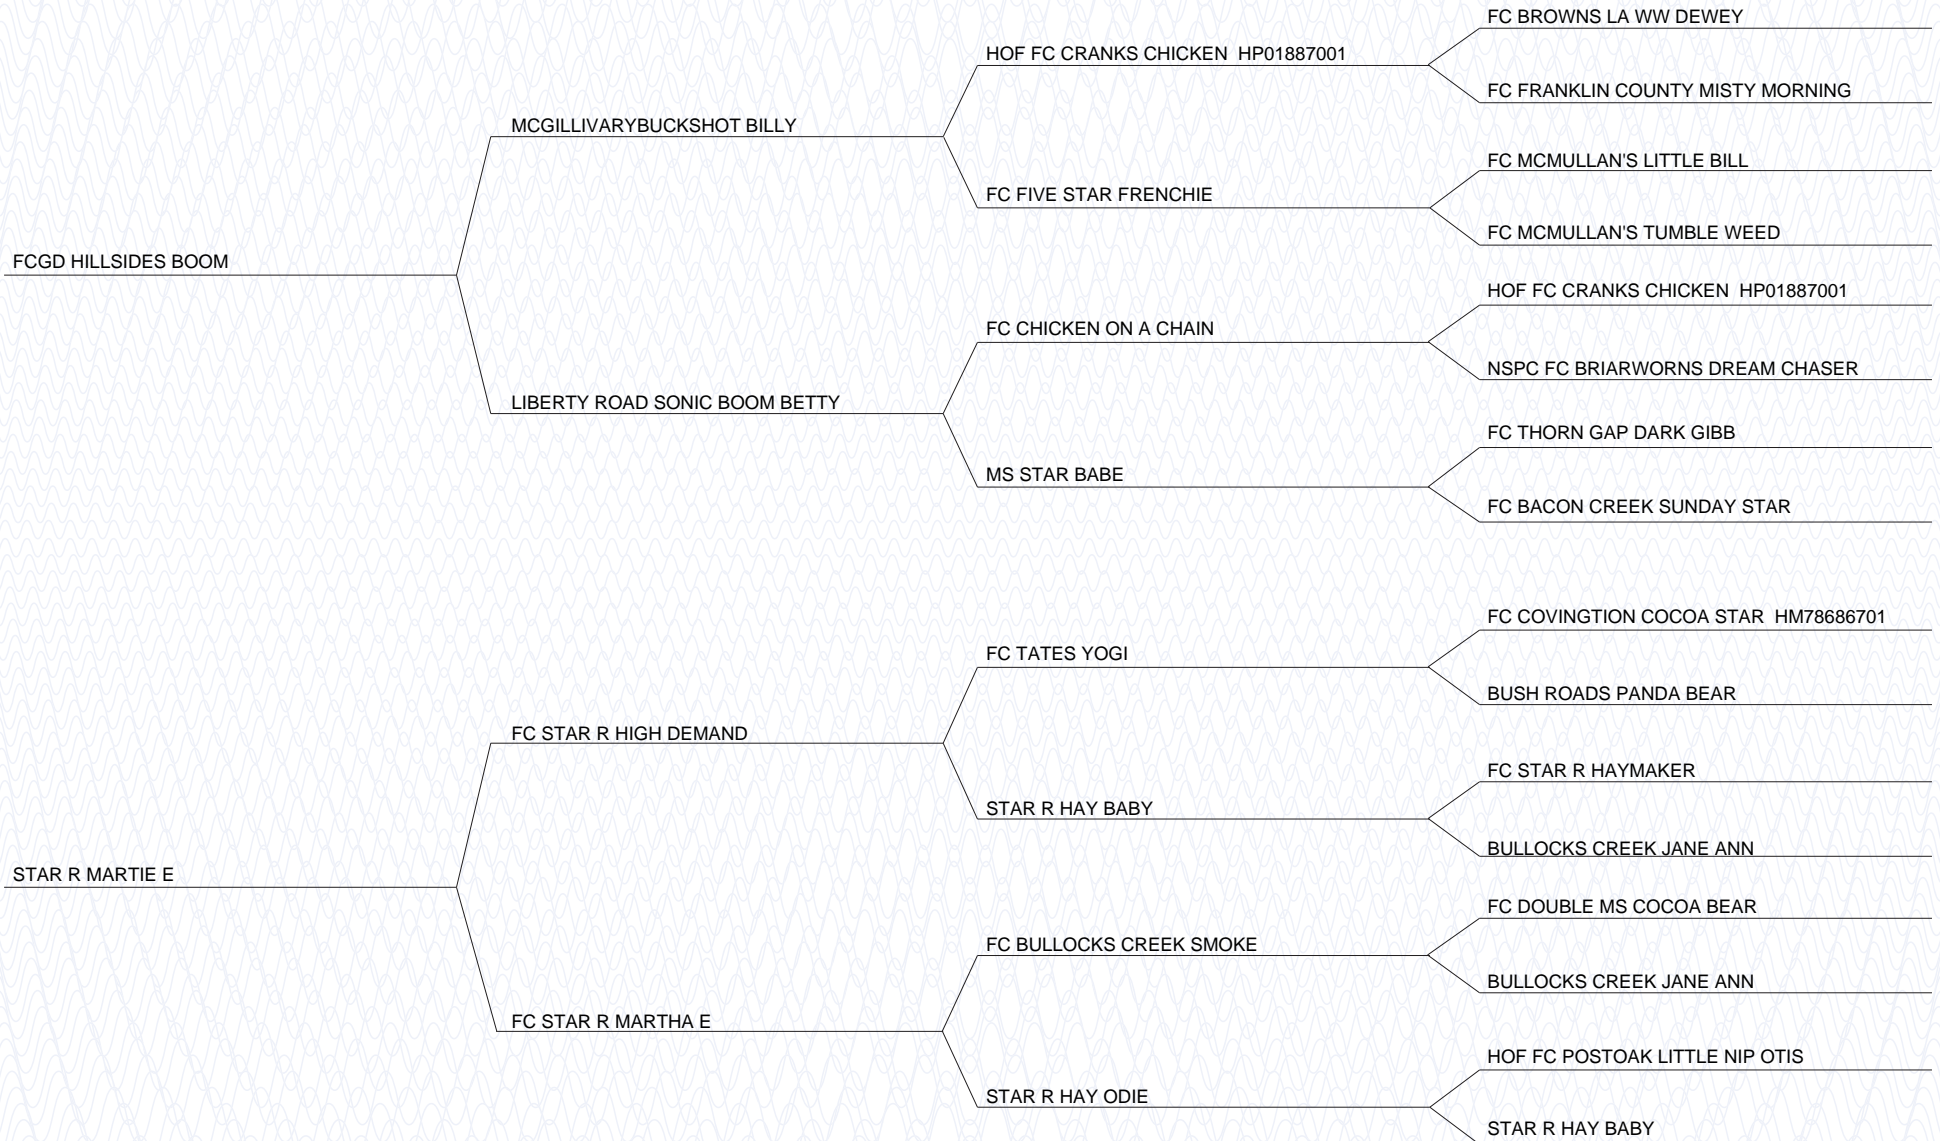 FC BROWNS LA WW DEWEY
HOF FC CRANKS CHICKEN  HP01887001
FC FRANKLIN COUNTY MISTY MORNING
MCGILLIVARYBUCKSHOT BILLY
FC MCMULLAN'S LITTLE BILL
FC FIVE STAR FRENCHIE
FC MCMULLAN'S TUMBLE WEED
FCGD HILLSIDES BOOM
HOF FC CRANKS CHICKEN  HP01887001
FC CHICKEN ON A CHAIN
NSPC FC BRIARWORNS DREAM CHASER
LIBERTY ROAD SONIC BOOM BETTY
FC THORN GAP DARK GIBB
MS STAR BABE
FC BACON CREEK SUNDAY STAR
FC COVINGTION COCOA STAR  HM78686701
FC TATES YOGI
BUSH ROADS PANDA BEAR
FC STAR R HIGH DEMAND
FC STAR R HAYMAKER
STAR R HAY BABY
BULLOCKS CREEK JANE ANN
STAR R MARTIE E
FC DOUBLE MS COCOA BEAR
FC BULLOCKS CREEK SMOKE
BULLOCKS CREEK JANE ANN
FC STAR R MARTHA E
HOF FC POSTOAK LITTLE NIP OTIS
STAR R HAY ODIE
STAR R HAY BABY